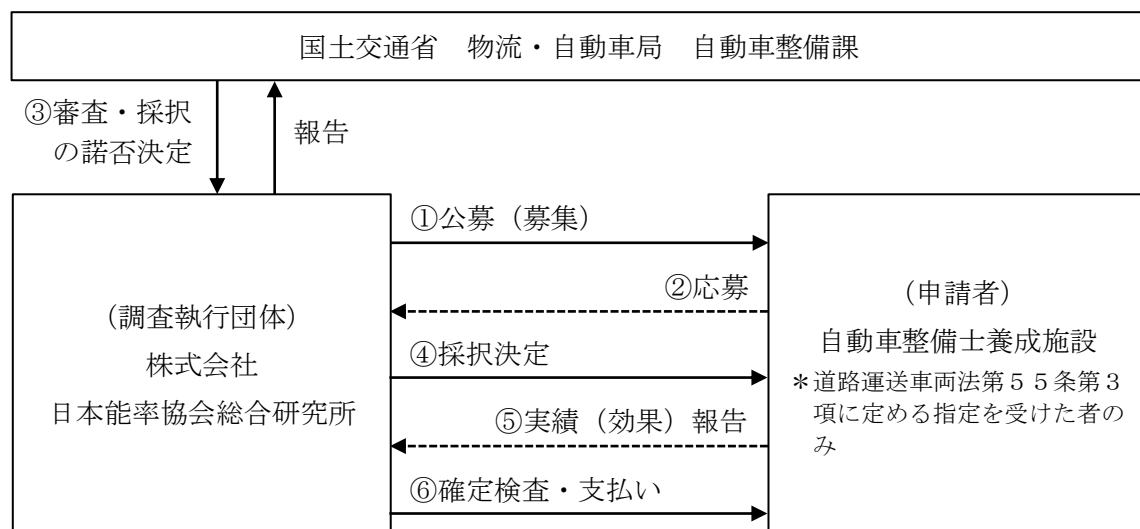 国土交通省　物流・自動車局　自動車整備課
③審査・採択
の諾否決定
報告
①公募（募集）
②応募
（調査執行団体）
株式会社
日本能率協会総合研究所
④採択決定
⑤実績（効果）報告
⑥確定検査・支払い
（申請者）
自動車整備士養成施設
＊道路運送車両法第５５条第３
項に定める指定を受けた者の
み